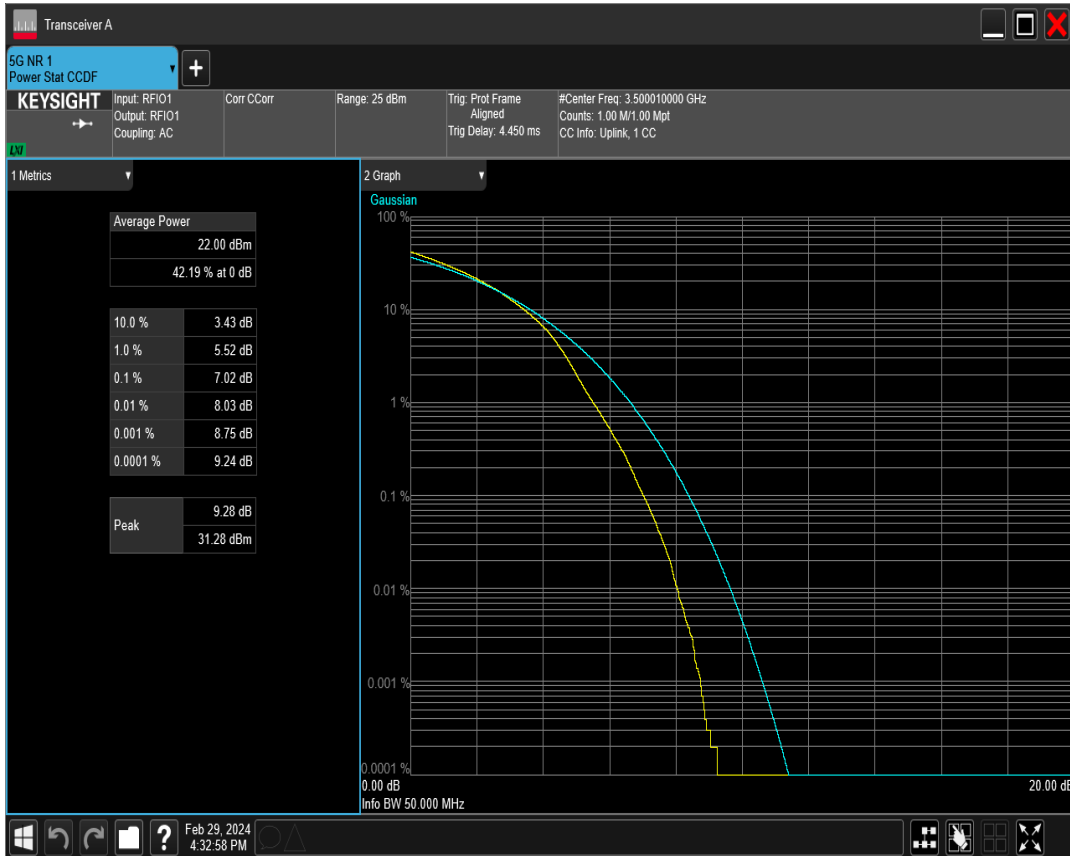 Transceiver A
5G NR 1
Power Stat CCDF
KEYSIGHT
LXI
Input: RFIO1
Output: RFIO1
Coupling: AC
Corr CCorr
Range: 25 dBm
Trig: Prot Frame
Aligned
Trig Delay: 4.450 ms
#Center Freq: 3.500010000 GHz
Counts: 1.00 M/1.00 Mpt
CC Info: Uplink, 1 CC
1 Metrics
Average Power
22.00 dBm
42.19 % at 0 dB
10.0 % 3.43 dB
1.0 % 5.52 dB
0.1 % 7.02 dB
0.01 % 8.03 dB
0.001 % 8.75 dB
0.0001 % 9.24 dB
Peak
9.28 dB
31.28 dBm
2 Graph
Gaussian
100 %
10 %
1 %
0.1 %
0.01 %
0.001 %
0.0001 %
0.00 dB
20.00 dB
Info BW 50.000 MHz
?
Feb 29, 2024
4:32:58 PM